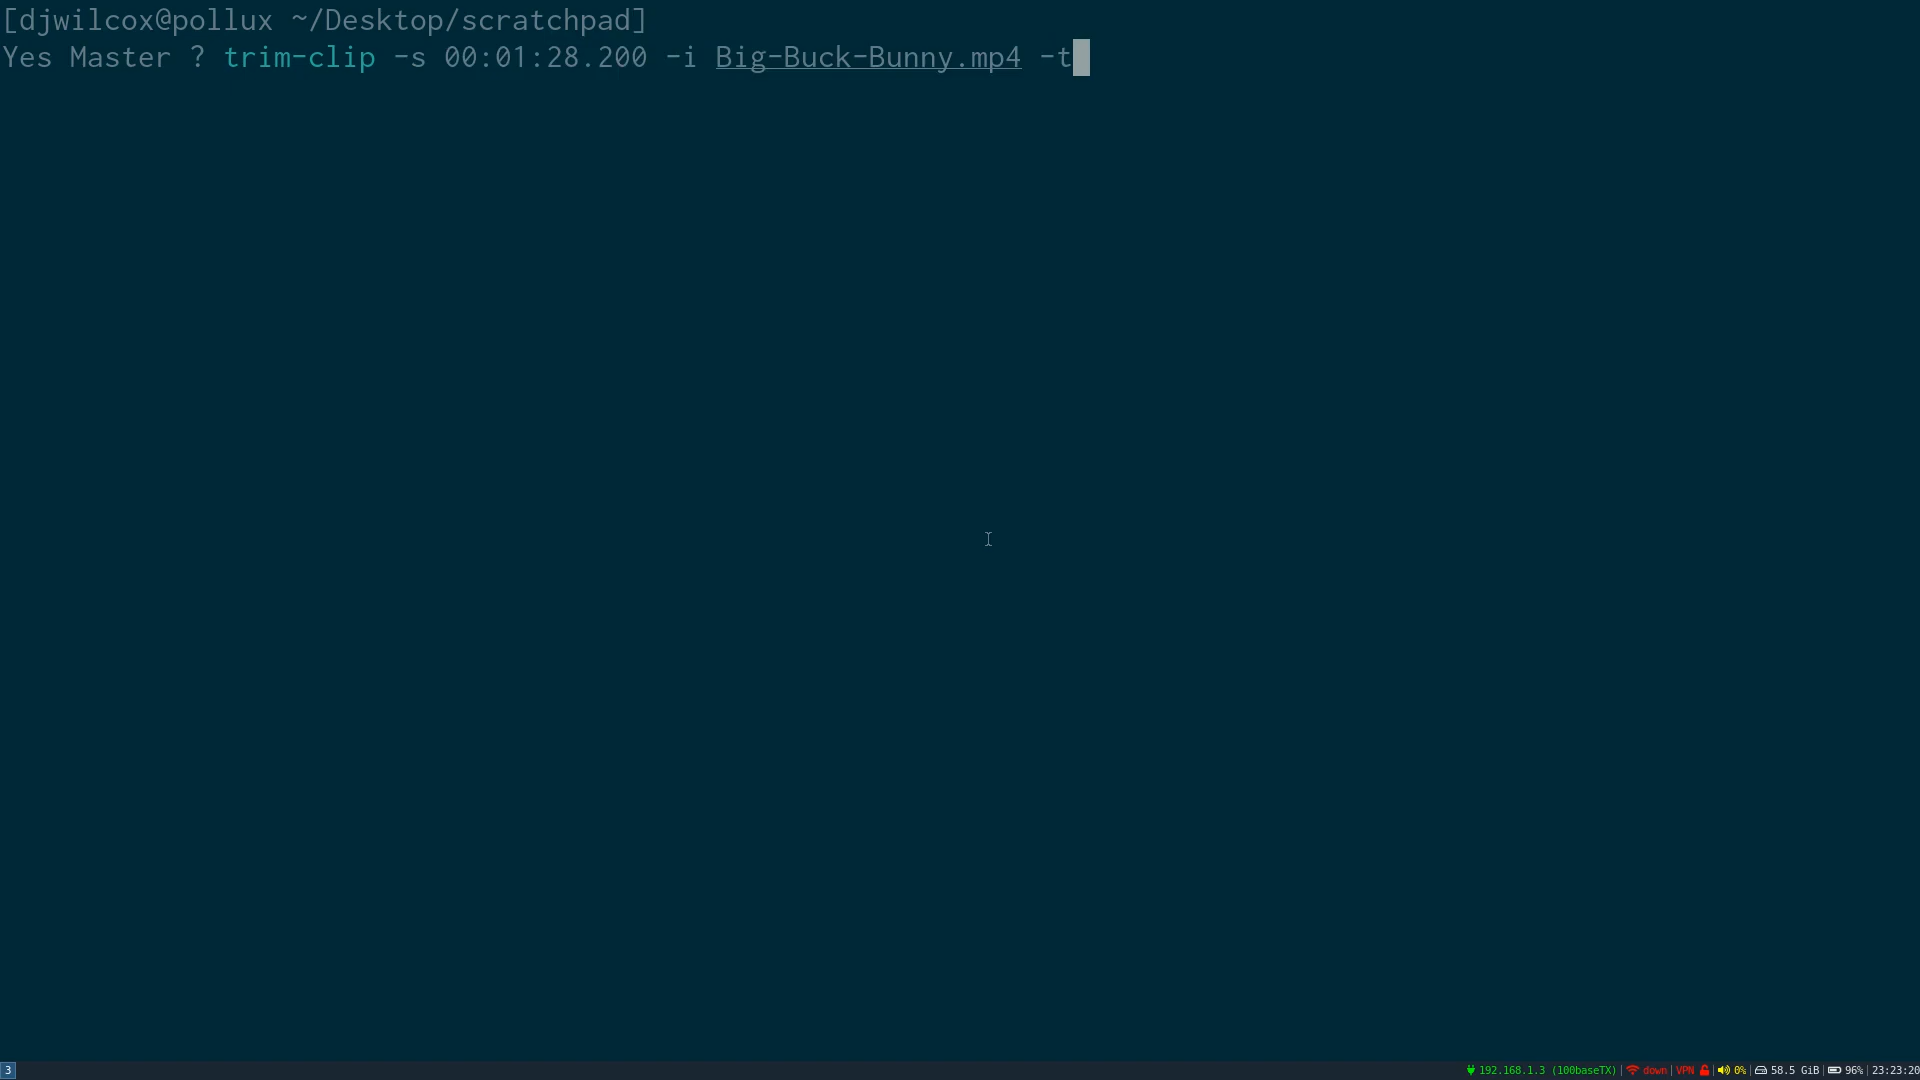 [djwilcox@pollux ~/Desktop/scratchpad]
Yes Master ? trim-clip -s 00:01:28.200 -i Big-Buck-Bunny.mp4 -t
3
192.168.1.3 (100baseTX)| down|VPN | 0%| 58.5 GiB| 96%|23:23:20